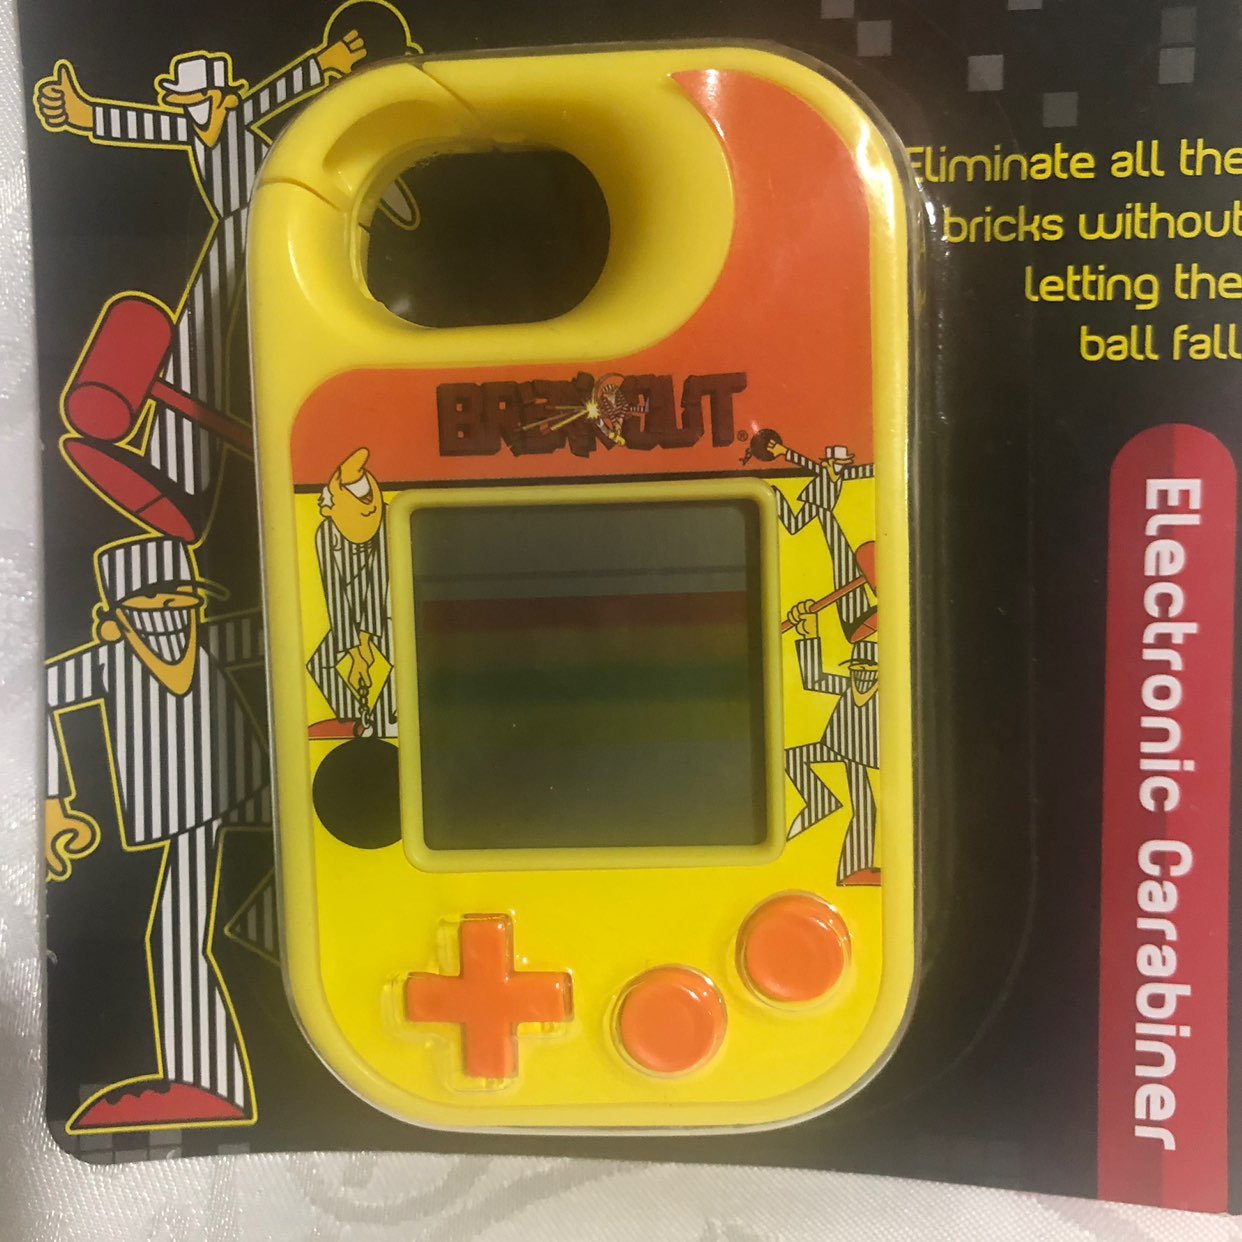 Eliminate all the
bricks without
letting the
ball fall
BREAKOUT®
Electronic Carabiner